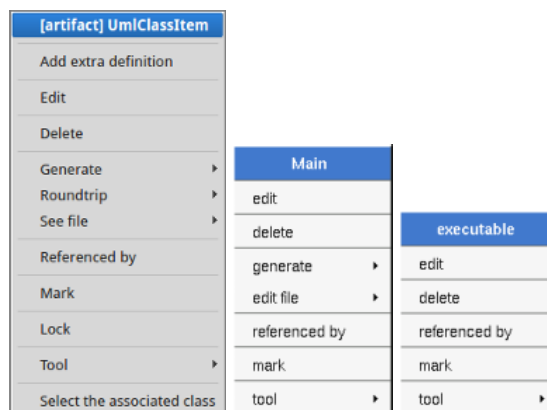 [artifact] UmlClassItem
Add extra definition
Edit
Delete
Generate
Roundtrip
See file
Referenced by
Mark
Lock
Tool
Select the associated class
Main
edit
delete
generate
edit file
referenced by
mark
tool
executable
edit
delete
referenced by
mark
tool